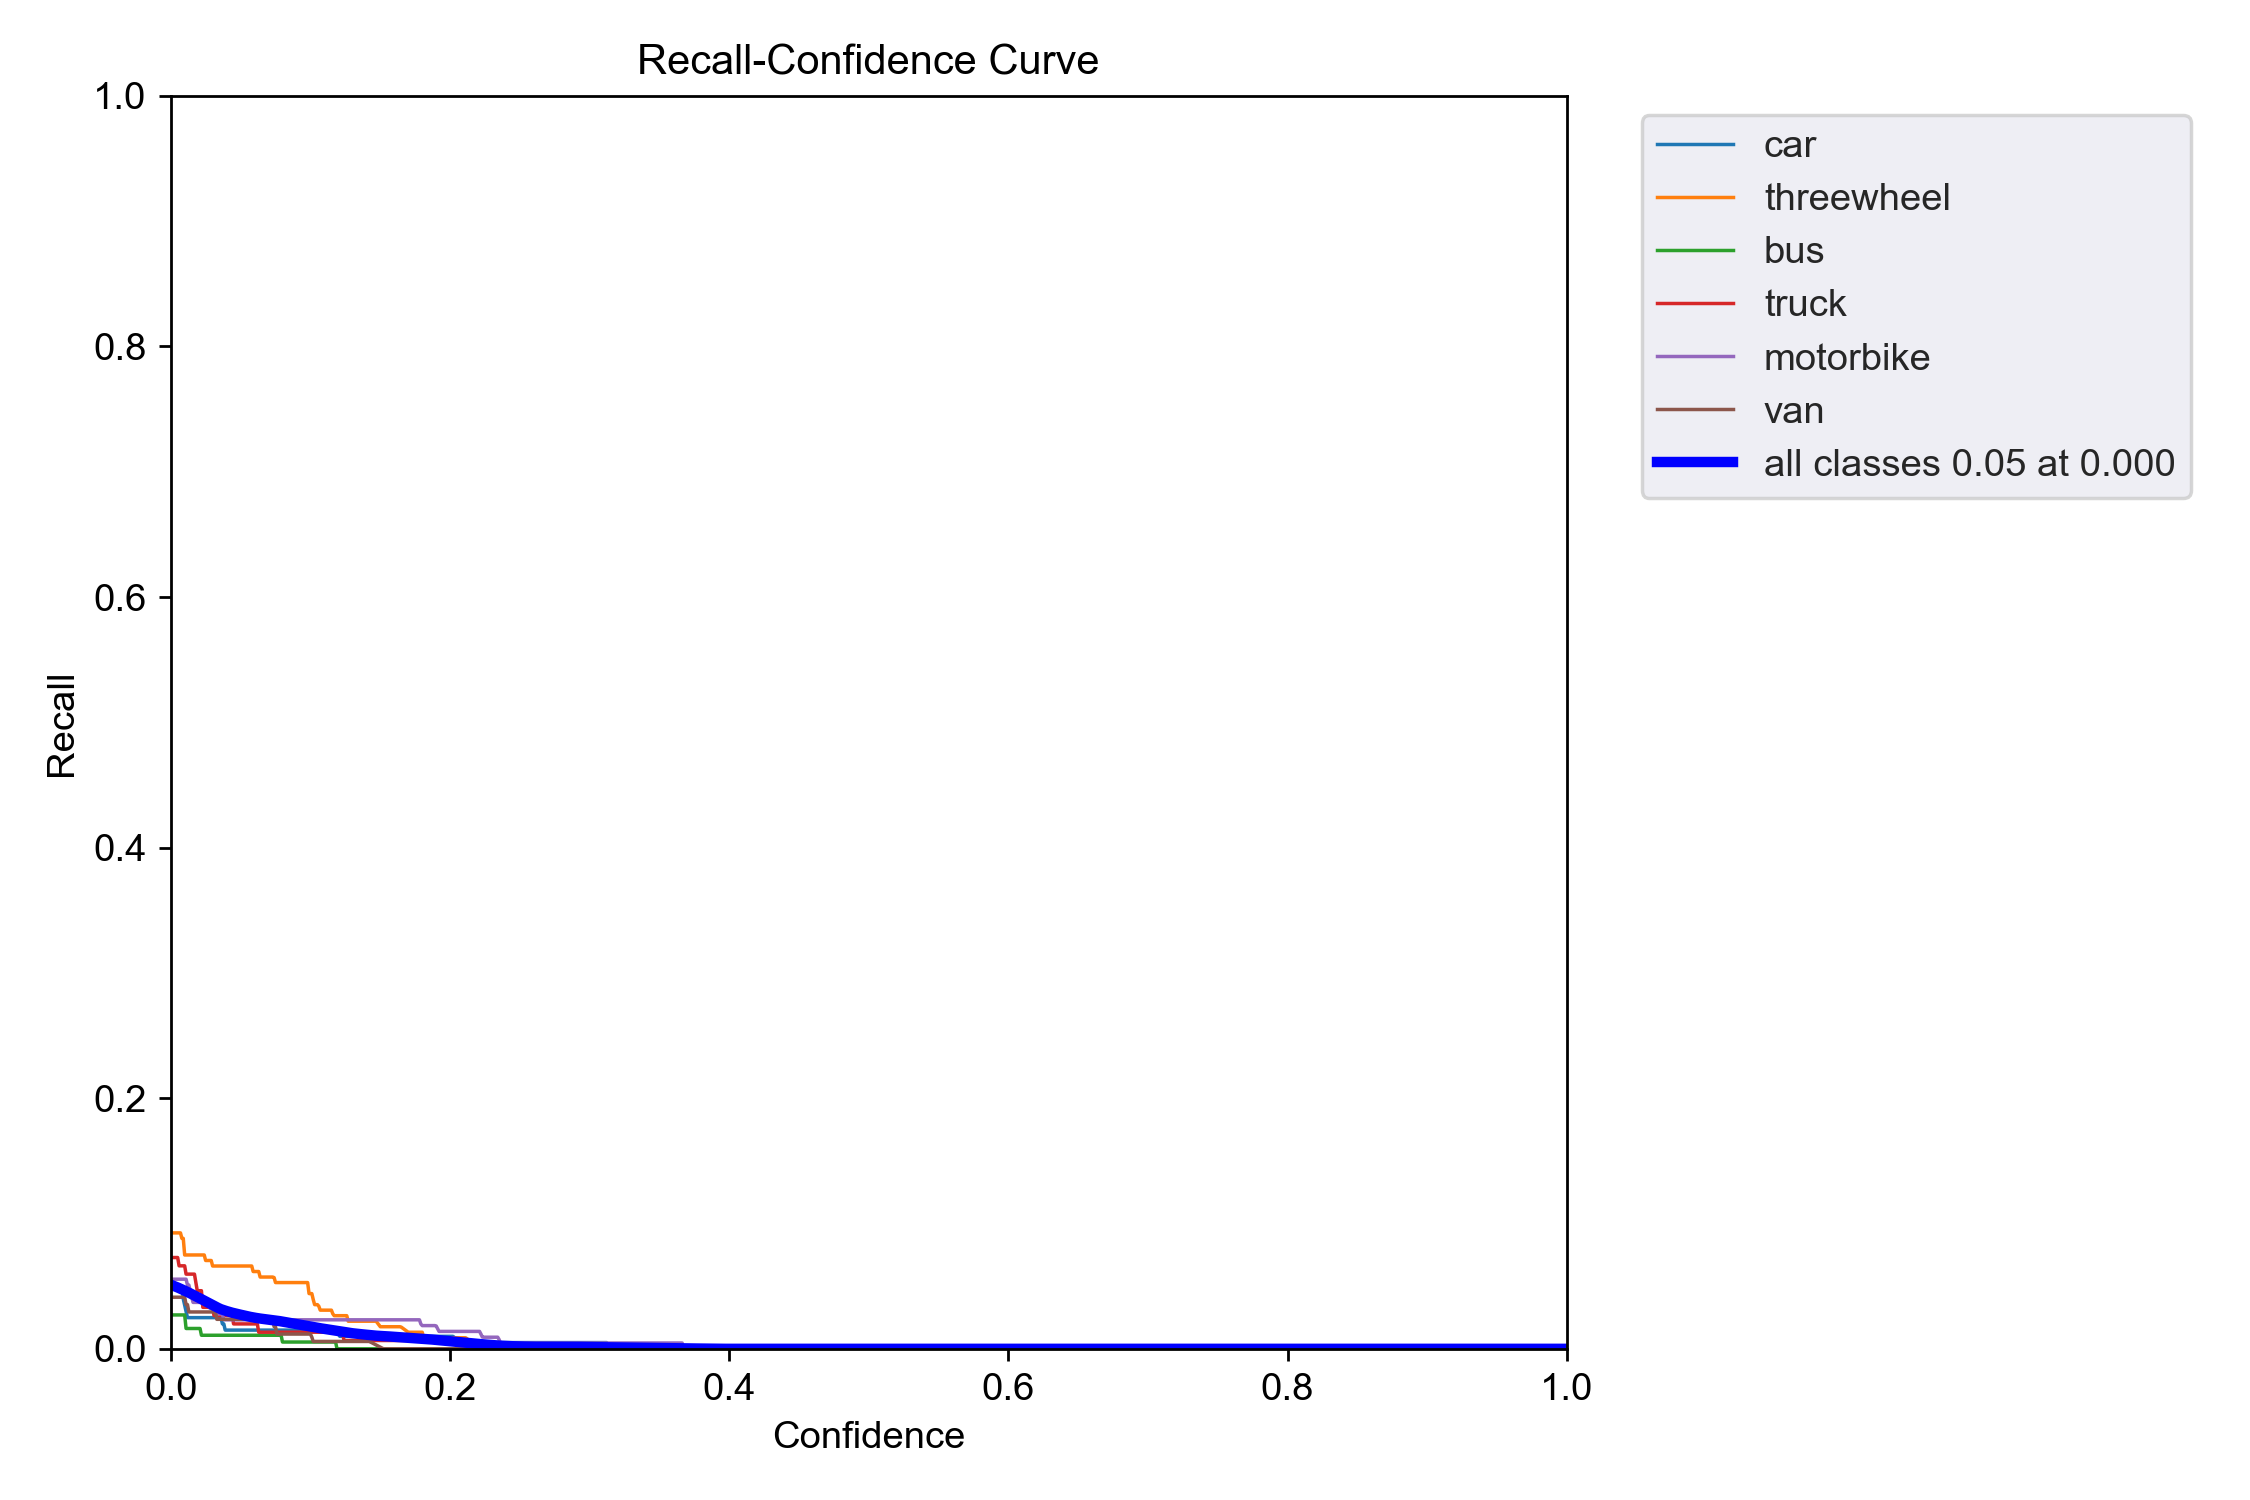 Recall-Confidence Curve
1.0
0.8
0.6
0.4
0.2
0.0
Recall
0.0 0.2 0.4 0.6 0.8 1.0
Confidence
car
threewheel
bus
truck
motorbike
van
all classes 0.05 at 0.000